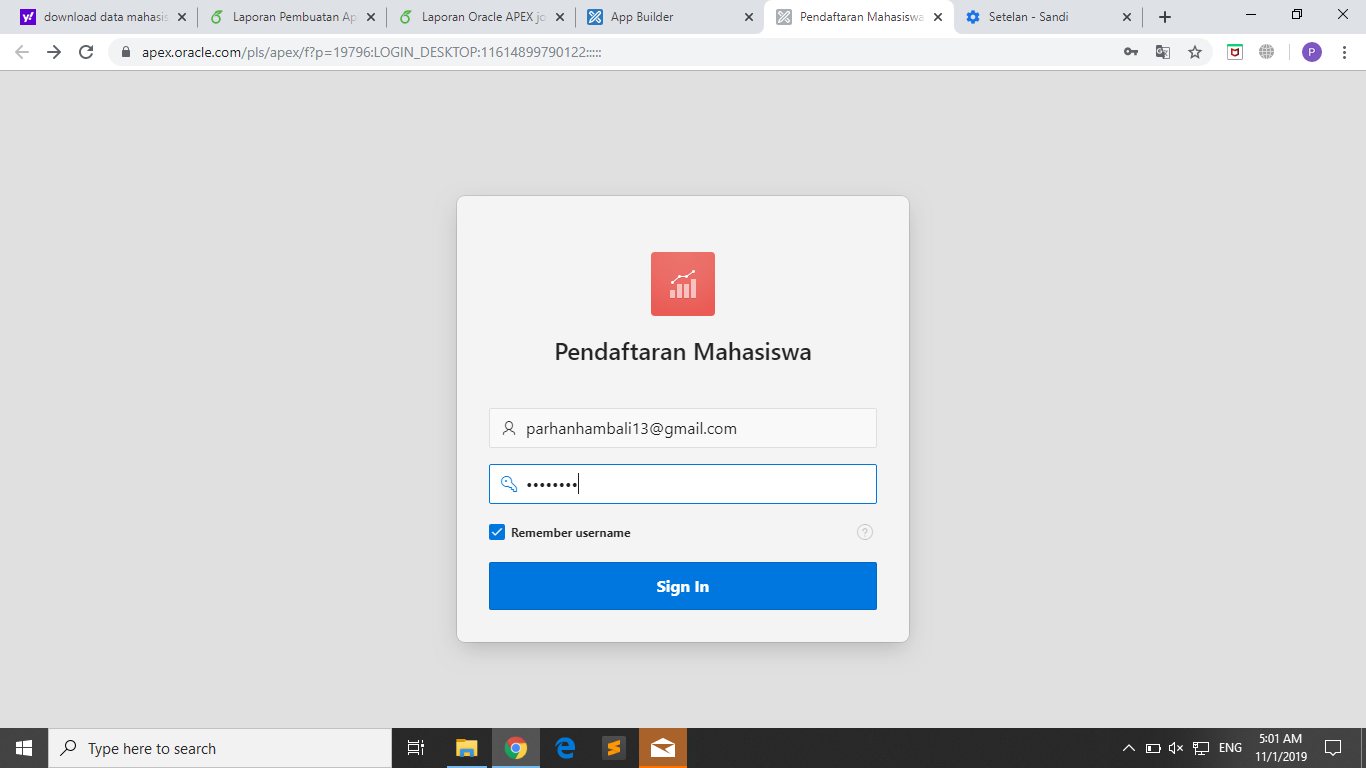 download data mahasis
Laporan Pembuatan Ap
Laporan Oracle APEX jo
App Builder
Pendaftaran Mahasiswa
Setelan - Sandi
apex.oracle.com/pls/apex/f?p=19796:LOGIN_DESKTOP:11614899790122:::::
P
Pendaftaran Mahasiswa
parhanhambali13@gmail.com
••••••••
Remember username
?
Sign In
Type here to search
ENG
5:01 AM
11/1/2019